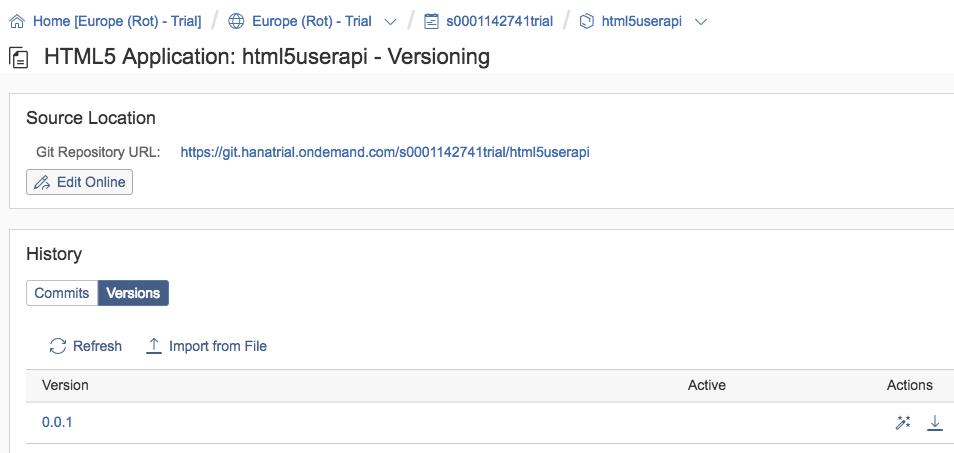 Home [Europe (Rot) - Trial] / Europe (Rot) - Trial / s0001142741trial / html5userapi
HTML5 Application: html5userapi - Versioning
Source Location
Git Repository URL: https://git.hanatrial.ondemand.com/s0001142741trial/html5userapi
Edit Online
History
Commits Versions
Refresh Import from File
Version Active Actions
0.0.1